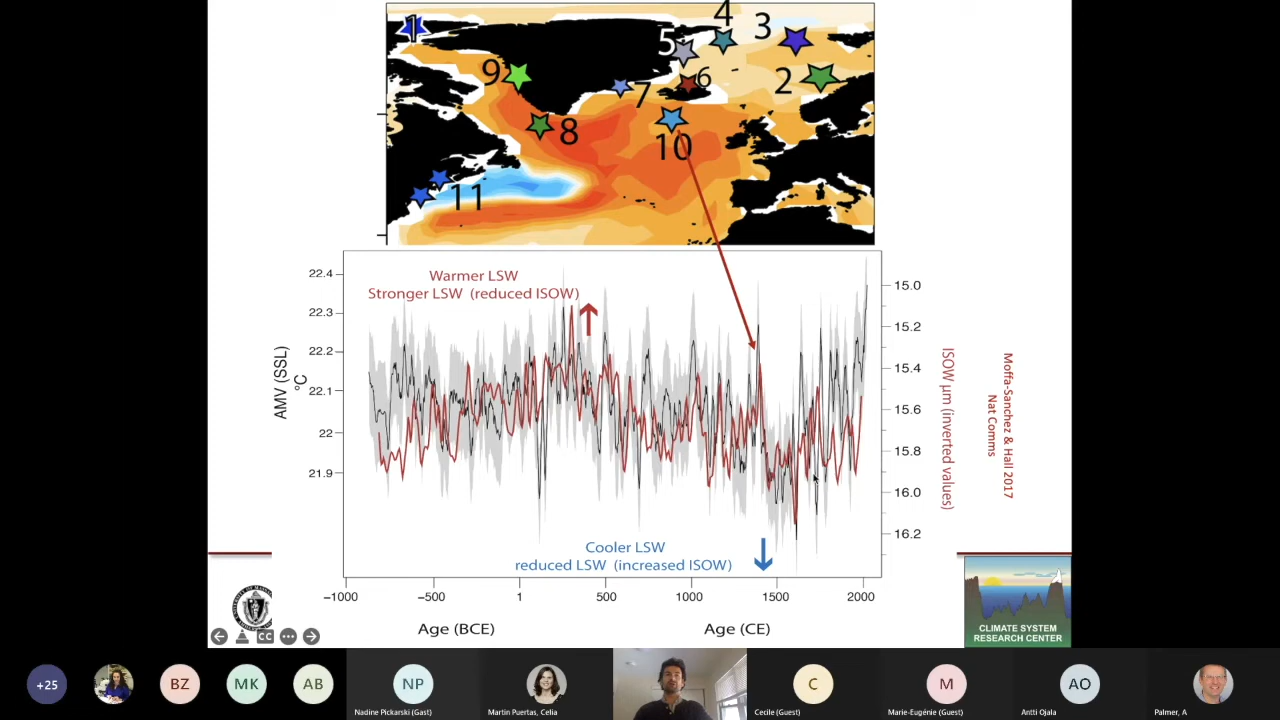 1
4
3
5
9
7
6
2
8
10
11
Warmer LSW
Stronger LSW (reduced ISOW)
22.4
22.3
22.2
22.1
22
21.9
AMV (SSL)
°C
15.0
15.2
15.4
15.6
15.8
16.0
16.2
ISOW µm (inverted values)
Moffa-Sanchez & Hall 2017
Nat Comms
Cooler LSW
reduced LSW (increased ISOW)
−1000
−500
1
500
1000
1500
2000
Age (BCE)
Age (CE)
CLIMATE SYSTEM
RESEARCH CENTER
CC
+25
BZ
MK
AB
NP
C
M
AO
Nadine Pickarski (Gast)
Martin Puertas, Celia
Cecile (Guest)
Marie-Eugénie (Guest)
Antti Ojala
Palmer, A